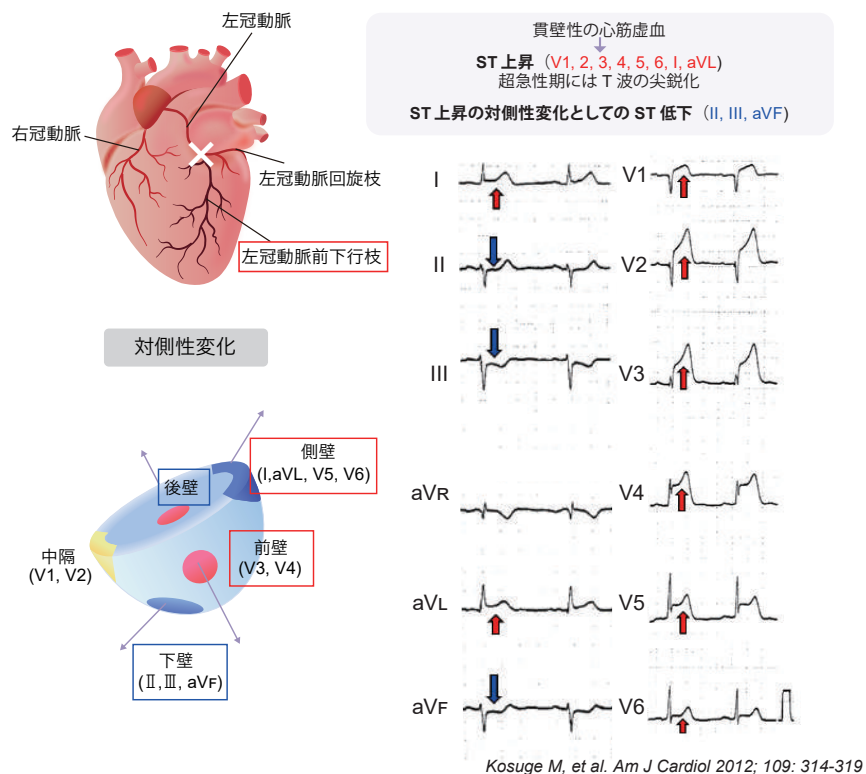 左冠動脈
右冠動脈
左冠動脈回旋枝
左冠動脈前下行枝
貫壁性の心筋虚血
ST 上昇（V1, 2, 3, 4, 5, 6, I, aVL）
超急性期には T 波の尖鋭化
ST 上昇の対側性変化としての ST 低下（II, III, aVF）
対側性変化
側壁
(I,aVL, V5, V6)
後壁
中隔
(V1, V2)
前壁
(V3, V4)
下壁
(Ⅱ,Ⅲ, aVF)
I
V1
II
V2
III
V3
aVR
V4
aVL
V5
aVF
V6
Kosuge M, et al. Am J Cardiol 2012; 109: 314-319